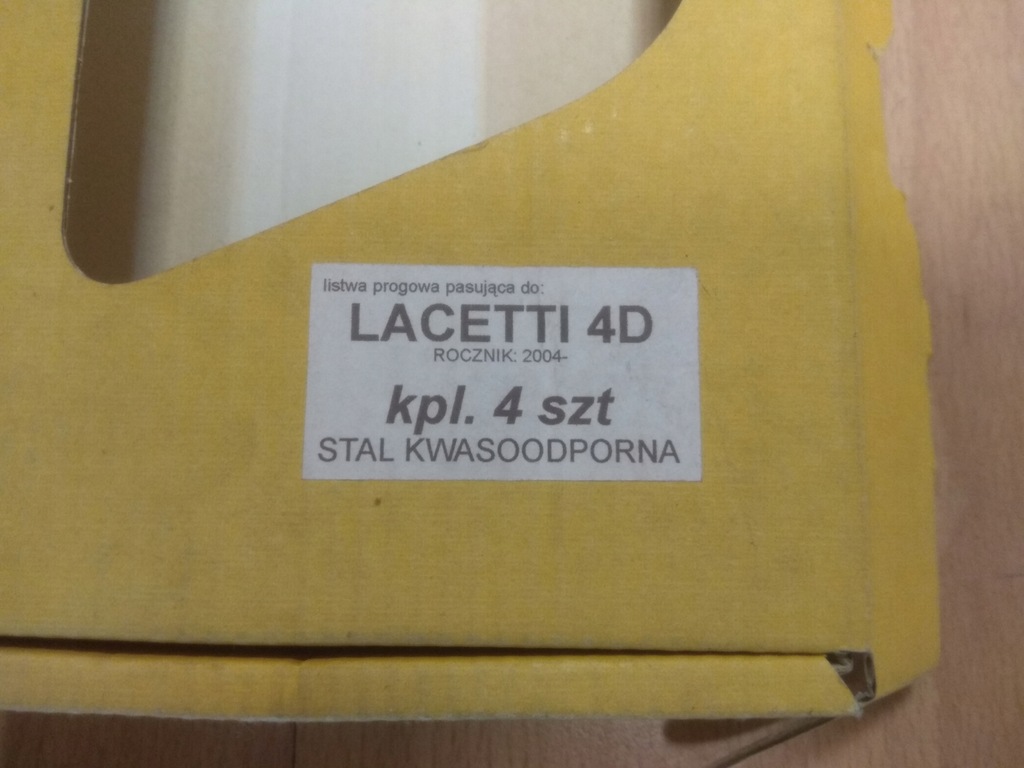 listwa progowa pasująca do:
LACETTI 4D
ROCZNIK: 2004-
kpl. 4 szt
STAL KWASOODPORNA